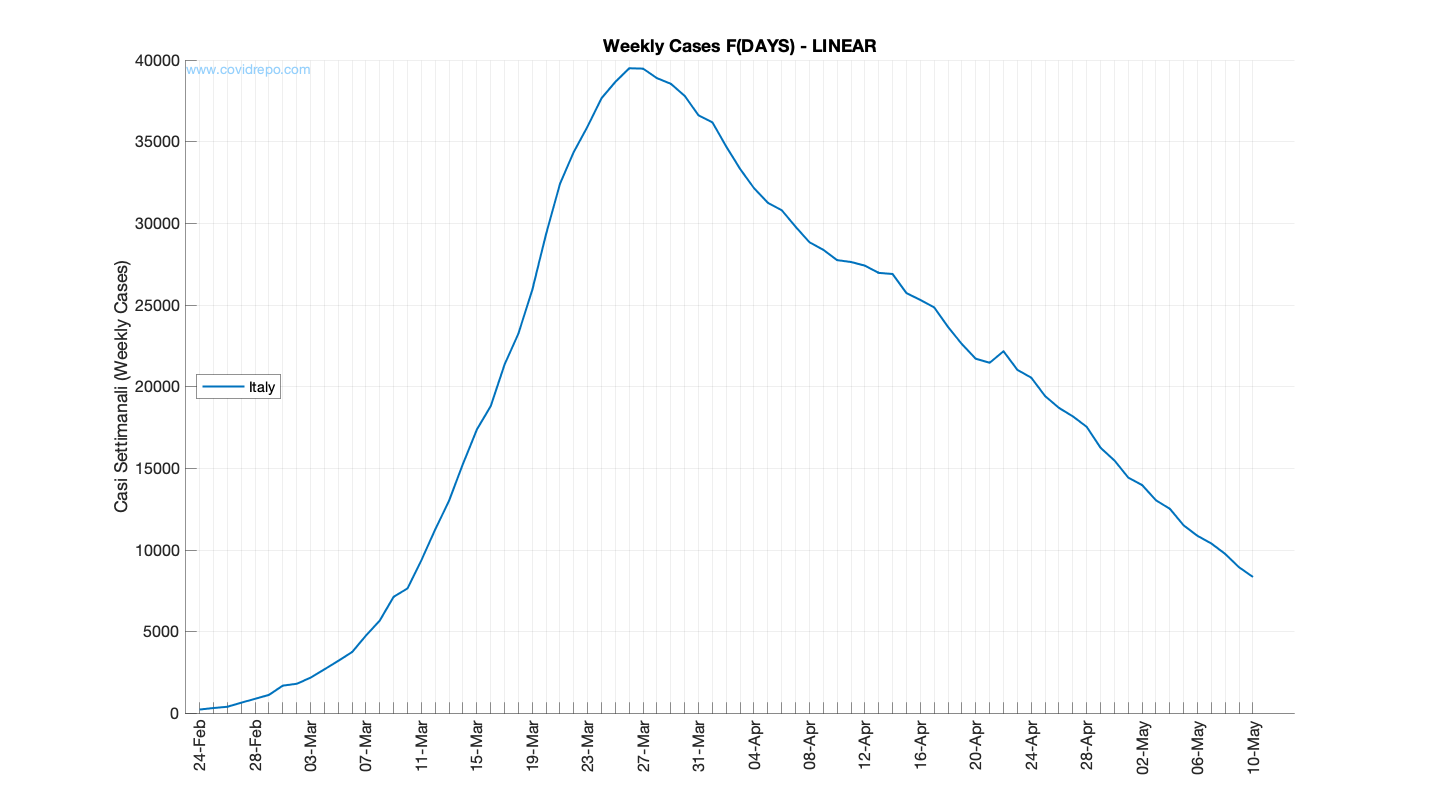 Weekly Cases F(DAYS) - LINEAR
www.covidrepo.com
Casi Settimanali (Weekly Cases)
40000
35000
30000
25000
20000
15000
10000
5000
0
Italy
24-Feb
28-Feb
03-Mar
07-Mar
11-Mar
15-Mar
19-Mar
23-Mar
27-Mar
31-Mar
04-Apr
08-Apr
12-Apr
16-Apr
20-Apr
24-Apr
28-Apr
02-May
06-May
10-May